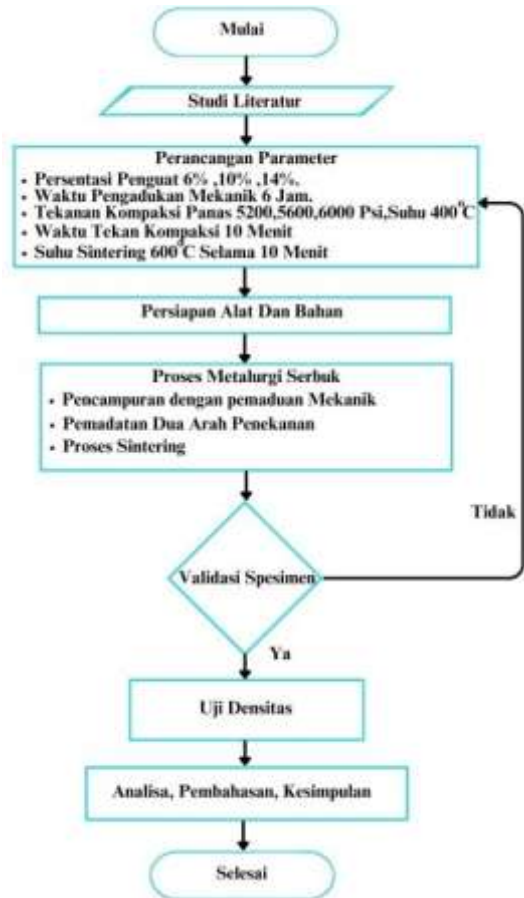 Mulai
Studi Literatur
Perancangan Parameter
• Persentasi Penguat 6% ,10% ,14%.
• Waktu Pengadukan Mekanik 6 Jam.
• Tekanan Kompaksi Panas 5200,5600,6000 Psi,Suhu 400°C
• Waktu Tekan Kompaksi 10 Menit
• Suhu Sintering 600°C Selama 10 Menit
Persiapan Alat Dan Bahan
Proses Metalurgi Serbuk
• Pencampuran dengan pemaduan Mekanik
• Pemadatan Dua Arah Penekanan
• Proses Sintering
Tidak
Validasi Spesimen
Ya
Uji Densitas
Analisa, Pembahasan, Kesimpulan
Selesai